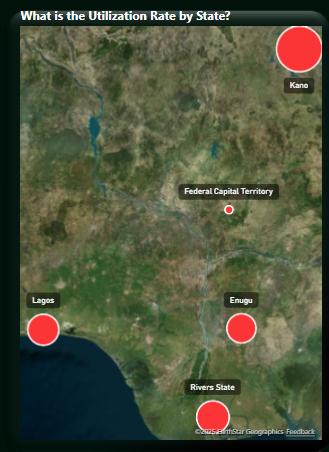 What is the Utilization Rate by State?
Kano
Federal Capital Territory
Lagos
Enugu
Rivers State
©2025 EarthStar Geographics Feedback